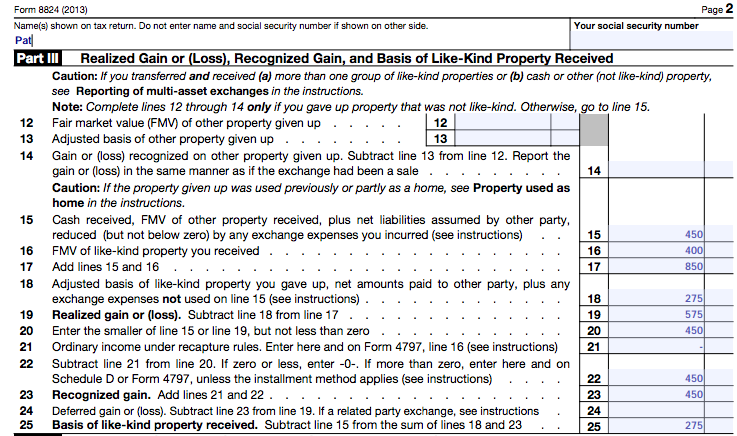 Form 8824 (2013) Page 2
Name(s) shown on tax return. Do not enter name and social security number if shown on other side. Your social security number
Pat
Part III Realized Gain or (Loss), Recognized Gain, and Basis of Like-Kind Property Received
Caution: If you transferred and received (a) more than one group of like-kind properties or (b) cash or other (not like-kind) property,
see Reporting of multi-asset exchanges in the instructions.
Note: Complete lines 12 through 14 only if you gave up property that was not like-kind. Otherwise, go to line 15.
12 Fair market value (FMV) of other property given up . . . . . 12
13 Adjusted basis of other property given up . . . . . . . . 13
14 Gain or (loss) recognized on other property given up. Subtract line 13 from line 12. Report the
gain or (loss) in the same manner as if the exchange had been a sale . . . . . . . . . 14
Caution: If the property given up was used previously or partly as a home, see Property used as
home in the instructions.
15 Cash received, FMV of other property received, plus net liabilities assumed by other party,
reduced (but not below zero) by any exchange expenses you incurred (see instructions) . . 15 450
16 FMV of like-kind property you received . . . . . . . . . . . . . . . . . . 16 400
17 Add lines 15 and 16 . . . . . . . . . . . . . . . . . . . . . . . . 17 850
18 Adjusted basis of like-kind property you gave up, net amounts paid to other party, plus any
exchange expenses not used on line 15 (see instructions) . . . . . . . . . . . . 18 275
19 Realized gain or (loss). Subtract line 18 from line 17 . . . . . . . . . . . . . 19 575
20 Enter the smaller of line 15 or line 19, but not less than zero . . . . . . . . . . . 20 450
21 Ordinary income under recapture rules. Enter here and on Form 4797, line 16 (see instructions) 21 -
22 Subtract line 21 from line 20. If zero or less, enter -0-. If more than zero, enter here and on
Schedule D or Form 4797, unless the installment method applies (see instructions) . . . . 22 450
23 Recognized gain. Add lines 21 and 22 . . . . . . . . . . . . . . . . . . 23 450
24 Deferred gain or (loss). Subtract line 23 from line 19. If a related party exchange, see instructions . 24
25 Basis of like-kind property received. Subtract line 15 from the sum of lines 18 and 23 . . 25 275